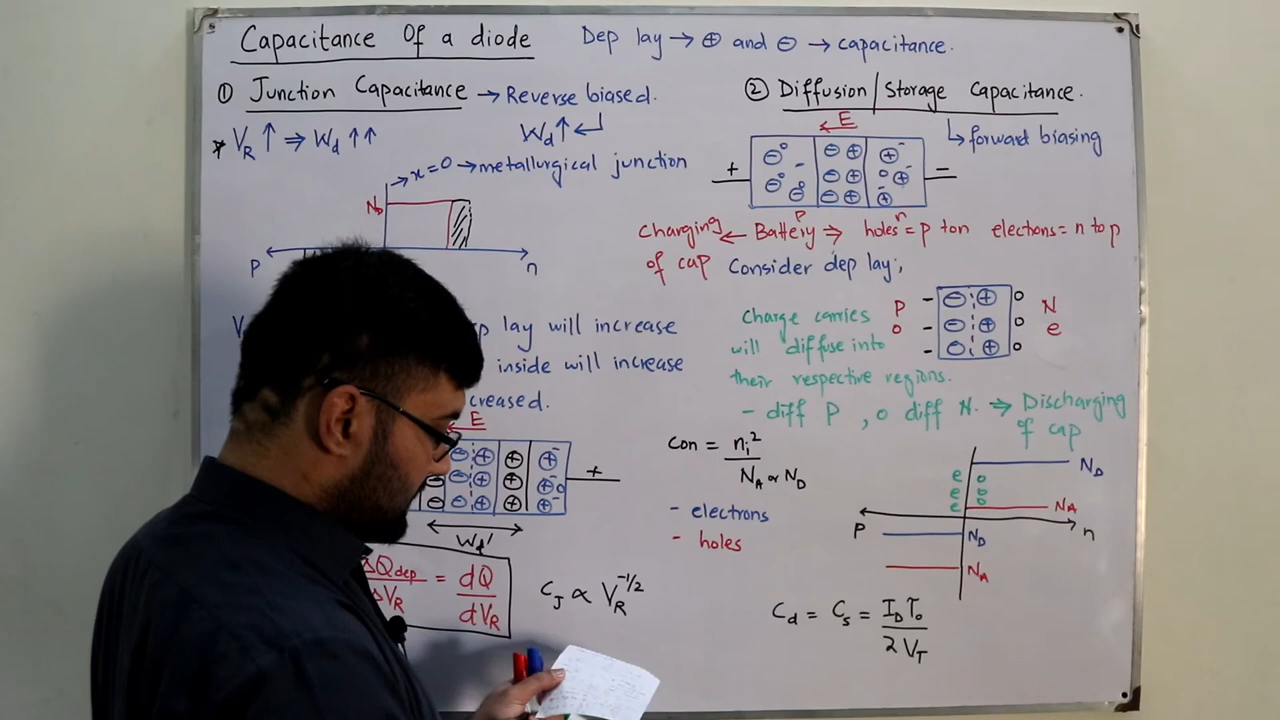 Capacitance Of a diode
Dep lay → ⊕ and ⊖ → capacitance.
① Junction Capacitance → Reverse biased.
* V_R ↑ ⇒ W_d ↑↑
W_d ↑
→ x=0 → metallurgical junction
N_D
P
n
lay will increase
inside will increase
creased.
E
+
W_d'
ΔQ_dep / ΔV_R = dQ / dV_R
C_J ∝ V_R^-1/2
② Diffusion/Storage Capacitance.
E
forward biasing
+
−
P
n
Charging ← Battery ⇒ holes = p to n elections = n to p
of cap Consider dep lay,
Charge carries
will diffuse into
their respective regions.
P
o
N
e
- diff P, o diff N. ⇒ Discharging
of cap
Con = n_i^2 / N_A or N_D
- electrons
- holes
N_D
e o
e o
e o
N_A
P
n
N_D
N_A
C_d = C_s = I_D T_o / 2 V_T